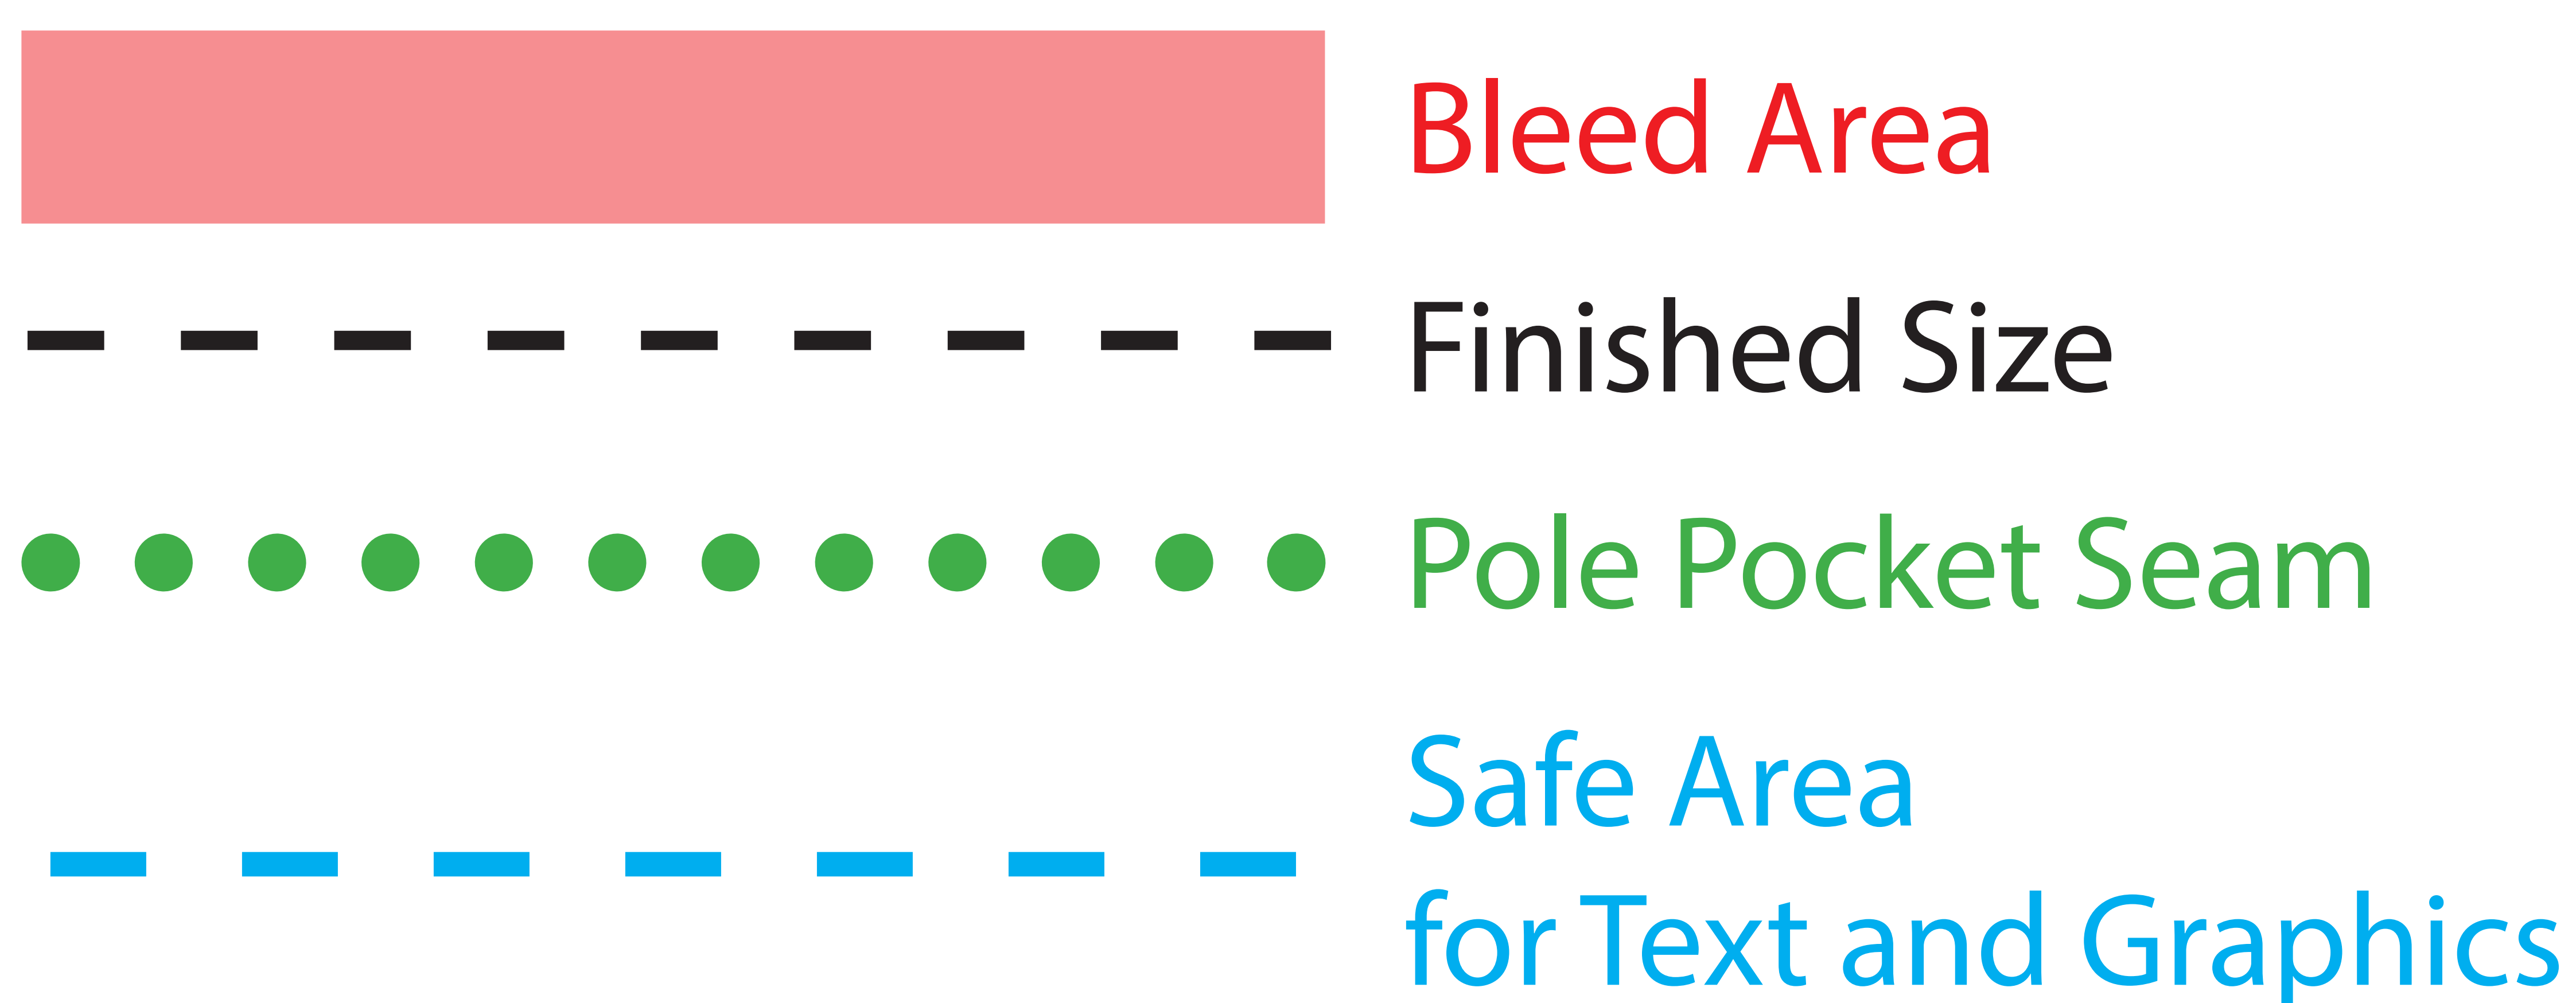 Bleed Area
Finished Size
Pole Pocket Seam
Safe Area
for Text and Graphics